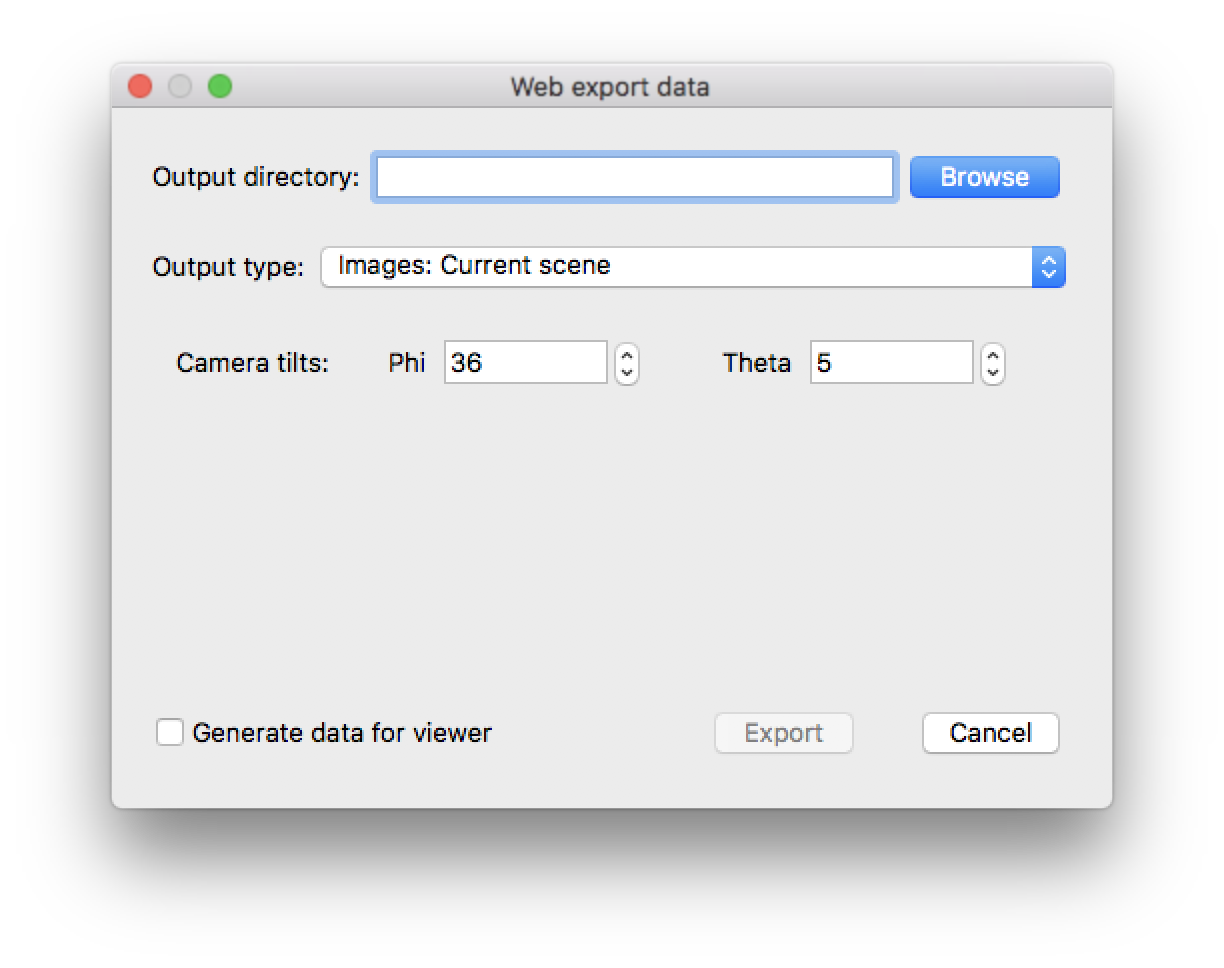 Web export data
Output directory: Browse
Output type: Images: Current scene
Camera tilts: Phi 36 Theta 5
Generate data for viewer Export Cancel